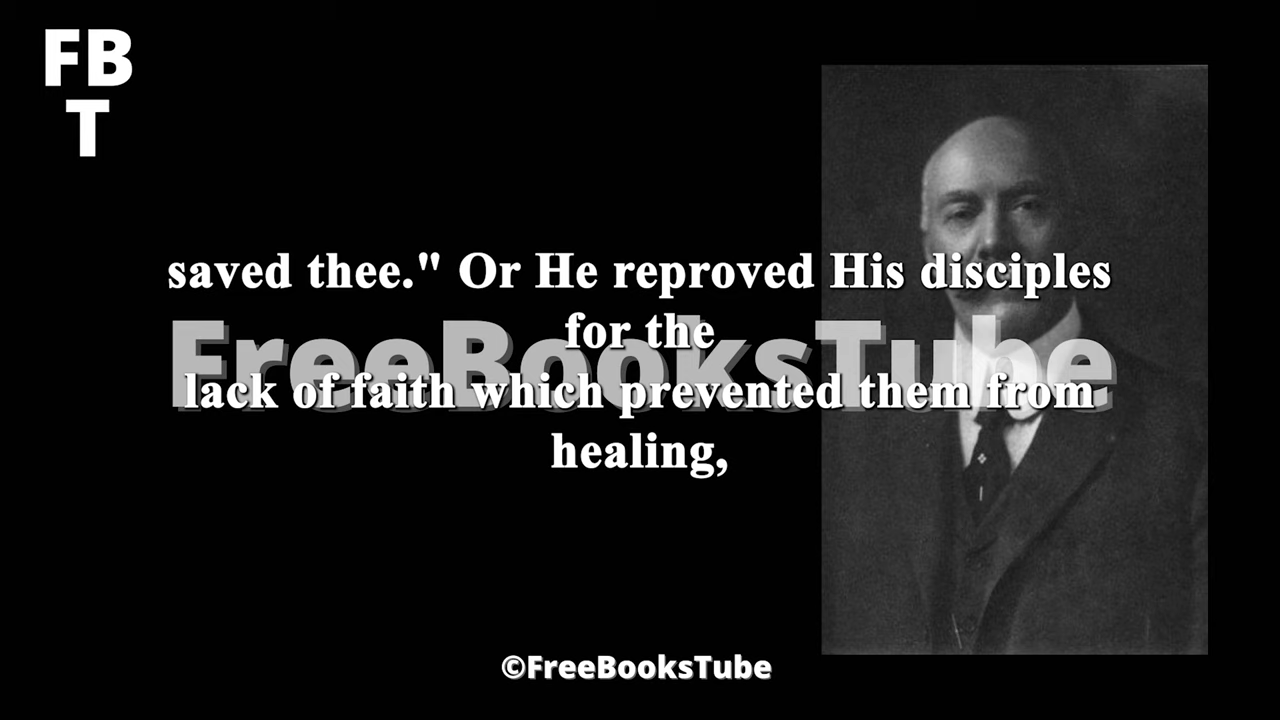 FB
T
saved thee." Or He reproved His disciples
for the
FreeBooksTube
lack of faith which prevented them from
healing,
©FreeBooksTube